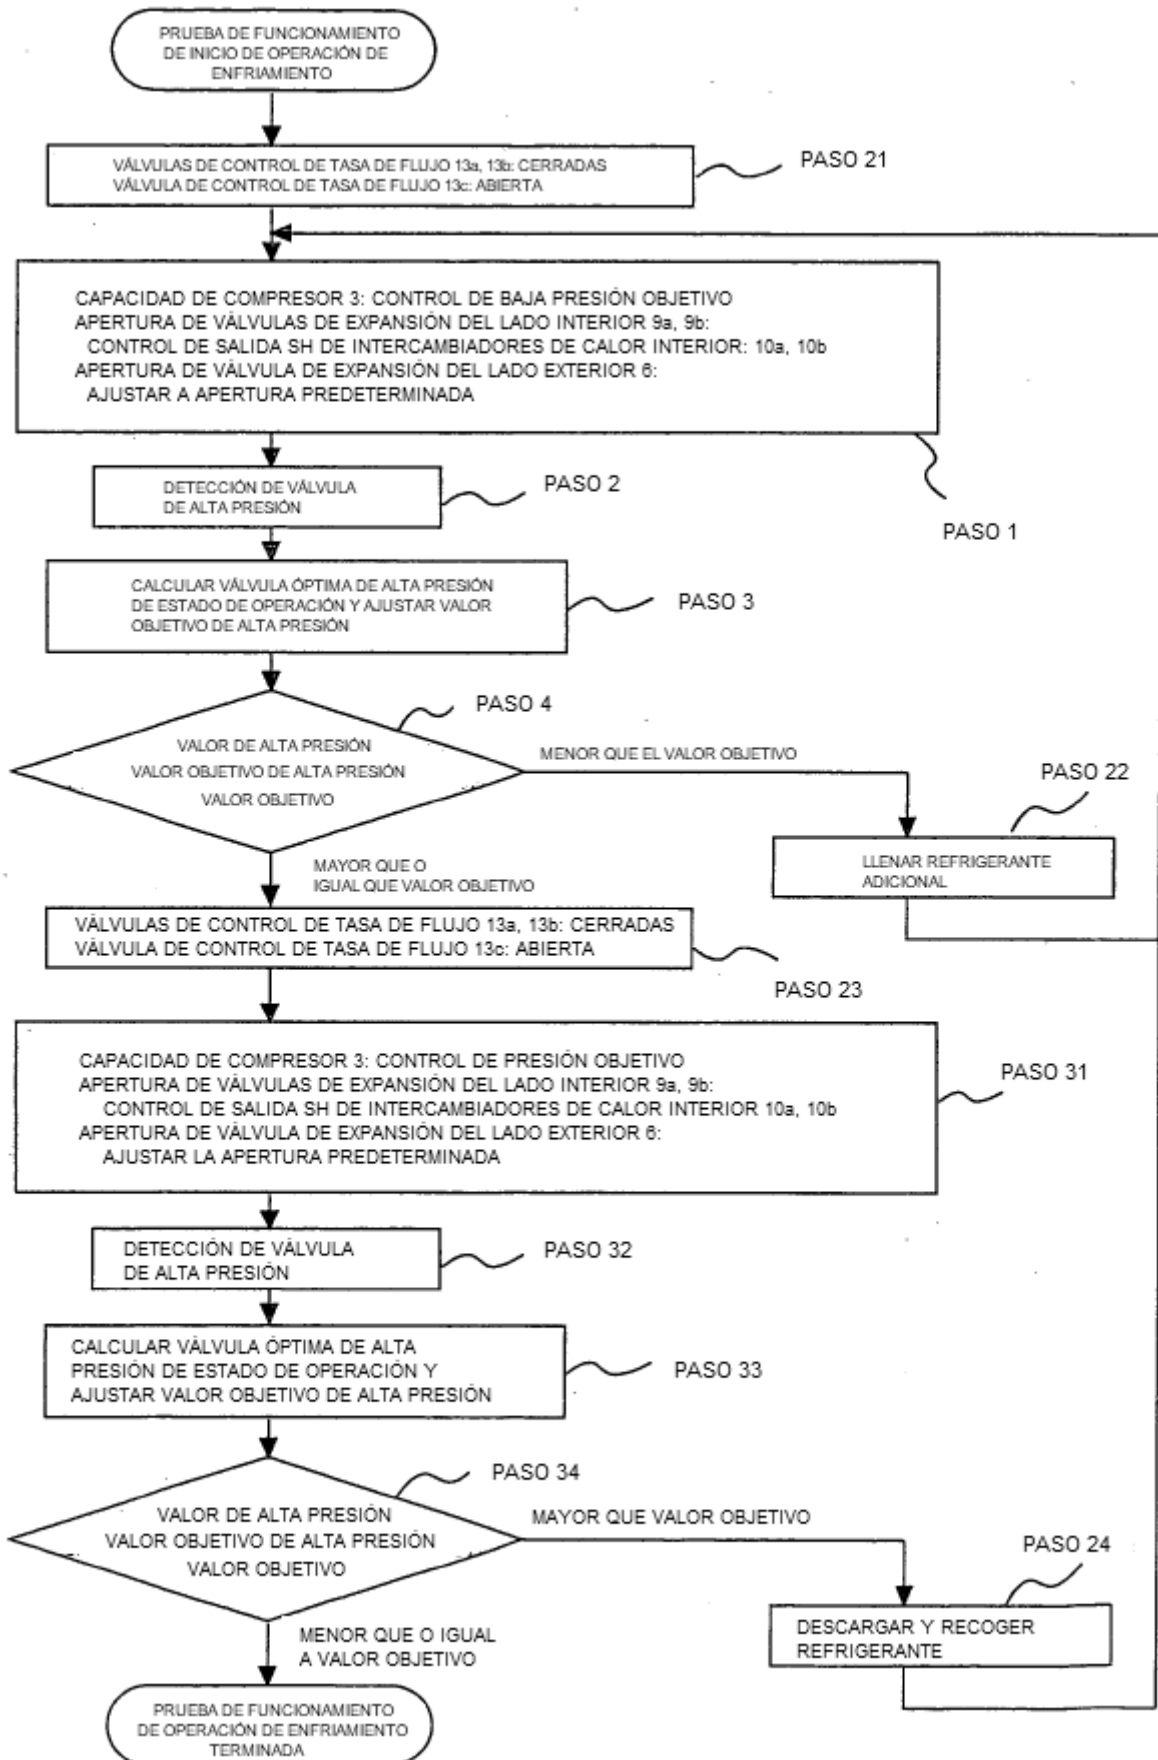 PRUEBA DE FUNCIONAMIENTO
DE INICIO DE OPERACIÓN DE
ENFRIAMIENTO
VÁLVULAS DE CONTROL DE TASA DE FLUJO 13a, 13b: CERRADAS
VÁLVULA DE CONTROL DE TASA DE FLUJO 13c: ABIERTA
PASO 21
CAPACIDAD DE COMPRESOR 3: CONTROL DE BAJA PRESIÓN OBJETIVO
APERTURA DE VÁLVULAS DE EXPANSIÓN DEL LADO INTERIOR 9a, 9b:
CONTROL DE SALIDA SH DE INTERCAMBIADORES DE CALOR INTERIOR: 10a, 10b
APERTURA DE VÁLVULA DE EXPANSIÓN DEL LADO EXTERIOR 6:
AJUSTAR A APERTURA PREDETERMINADA
PASO 1
DETECCIÓN DE VÁLVULA
DE ALTA PRESIÓN
PASO 2
CALCULAR VÁLVULA ÓPTIMA DE ALTA PRESIÓN
DE ESTADO DE OPERACIÓN Y AJUSTAR VALOR
OBJETIVO DE ALTA PRESIÓN
PASO 3
PASO 4
VALOR DE ALTA PRESIÓN
VALOR OBJETIVO DE ALTA PRESIÓN
VALOR OBJETIVO
MENOR QUE EL VALOR OBJETIVO
PASO 22
LLENAR REFRIGERANTE
ADICIONAL
MAYOR QUE O
IGUAL QUE VALOR OBJETIVO
VÁLVULAS DE CONTROL DE TASA DE FLUJO 13a, 13b: CERRADAS
VÁLVULA DE CONTROL DE TASA DE FLUJO 13c: ABIERTA
PASO 23
CAPACIDAD DE COMPRESOR 3: CONTROL DE PRESIÓN OBJETIVO
APERTURA DE VÁLVULAS DE EXPANSIÓN DEL LADO INTERIOR 9a, 9b:
CONTROL DE SALIDA SH DE INTERCAMBIADORES DE CALOR INTERIOR 10a, 10b
APERTURA DE VÁLVULA DE EXPANSIÓN DEL LADO EXTERIOR 6:
AJUSTAR LA APERTURA PREDETERMINADA
PASO 31
DETECCIÓN DE VÁLVULA
DE ALTA PRESIÓN
PASO 32
CALCULAR VÁLVULA ÓPTIMA DE ALTA
PRESIÓN DE ESTADO DE OPERACIÓN Y
AJUSTAR VALOR OBJETIVO DE ALTA PRESIÓN
PASO 33
PASO 34
VALOR DE ALTA PRESIÓN
VALOR OBJETIVO DE ALTA PRESIÓN
VALOR OBJETIVO
MAYOR QUE VALOR OBJETIVO
PASO 24
DESCARGAR Y RECOGER
REFRIGERANTE
MENOR QUE O IGUAL
A VALOR OBJETIVO
PRUEBA DE FUNCIONAMIENTO
DE OPERACIÓN DE ENFRIAMIENTO
TERMINADA